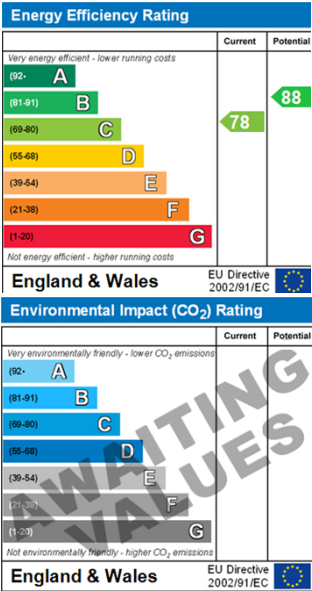 Energy Efficiency Rating
Current Potential
Very energy efficient - lower running costs
(92- A
(81-91) B
(69-80) C
(55-68) D
(39-54) E
(21-38) F
(1-20) G
78
88
Not energy efficient - higher running costs
England & Wales
EU Directive
2002/91/EC
Environmental Impact (CO2) Rating
Current Potential
Very environmentally friendly - lower CO2 emissions
(92- A
(81-91) B
(69-80) C
(55-68) D
(39-54) E
(21-38) F
(1-20) G
AWAITING
VALUES
Not environmentally friendly - higher CO2 emissions
England & Wales
EU Directive
2002/91/EC